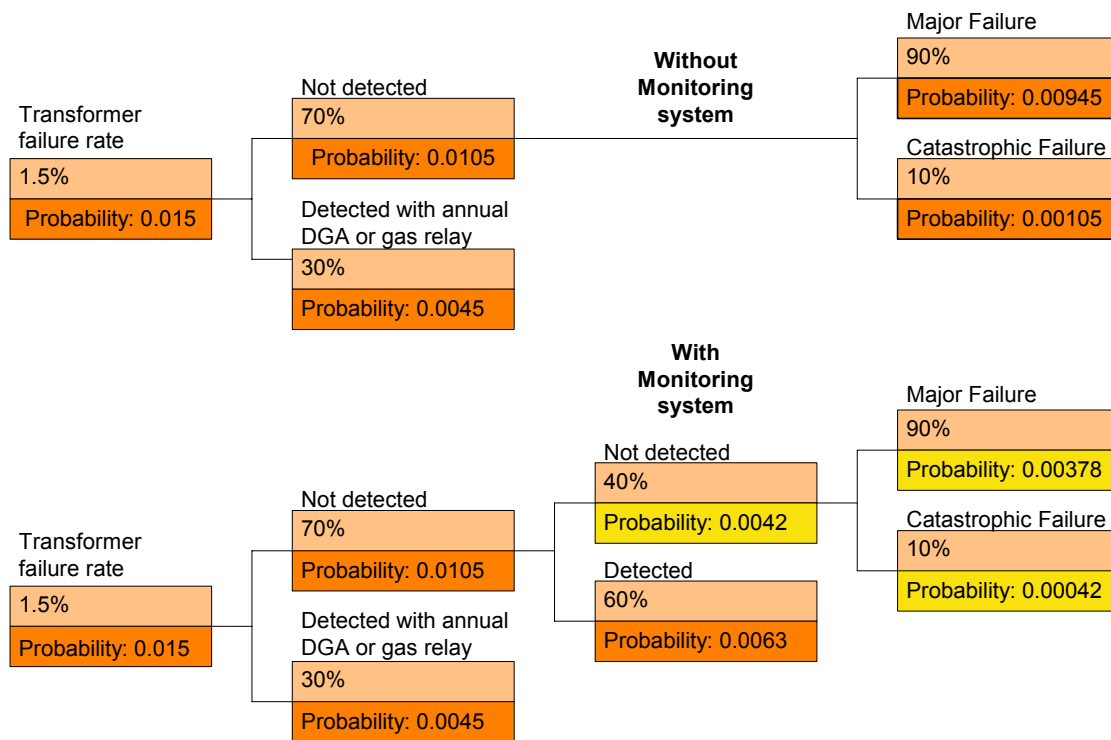 Transformer
failure rate
1.5%
Probability: 0.015
Not detected
70%
Probability: 0.0105
Detected with annual
DGA or gas relay
30%
Probability: 0.0045
Without
Monitoring
system
Major Failure
90%
Probability: 0.00945
Catastrophic Failure
10%
Probability: 0.00105
Transformer
failure rate
1.5%
Probability: 0.015
Not detected
70%
Probability: 0.0105
Detected with annual
DGA or gas relay
30%
Probability: 0.0045
With
Monitoring
system
Not detected
40%
Probability: 0.0042
Detected
60%
Probability: 0.0063
Major Failure
90%
Probability: 0.00378
Catastrophic Failure
10%
Probability: 0.00042